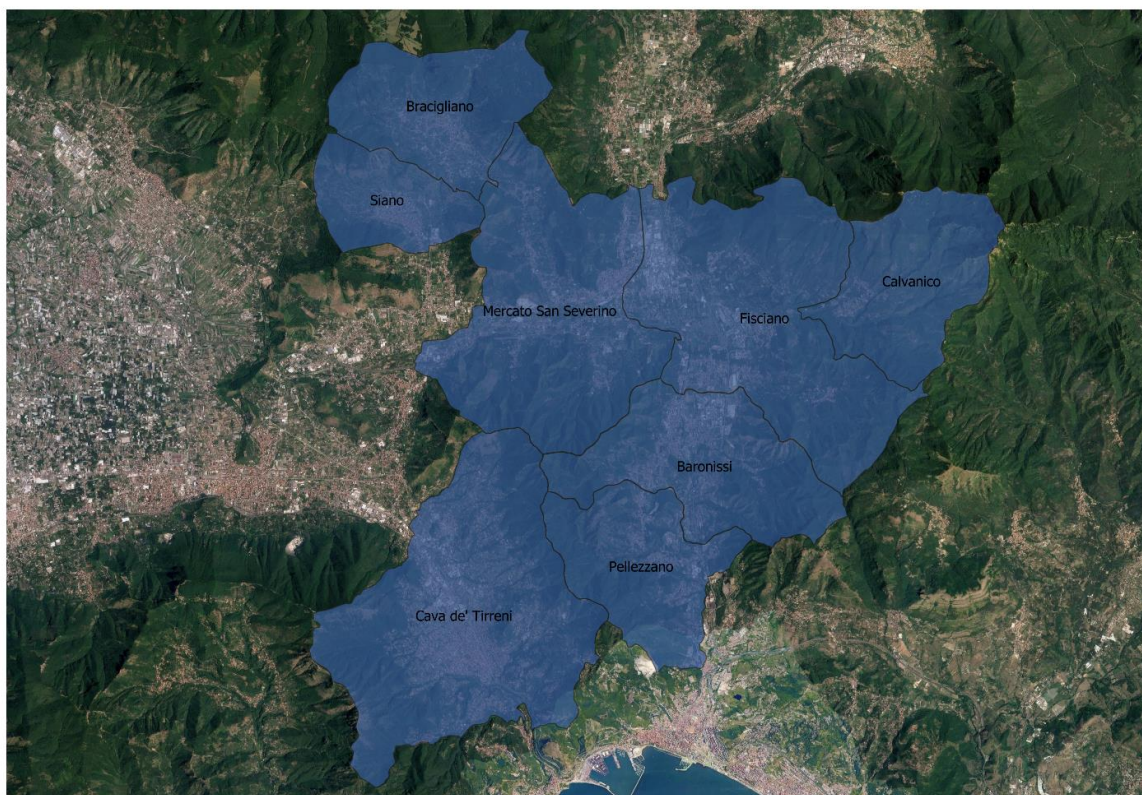 Bracigliano
Siano
Calvanico
Mercato San Severino
Fisciano
Baronissi
Pellezzano
Cava de' Tirreni